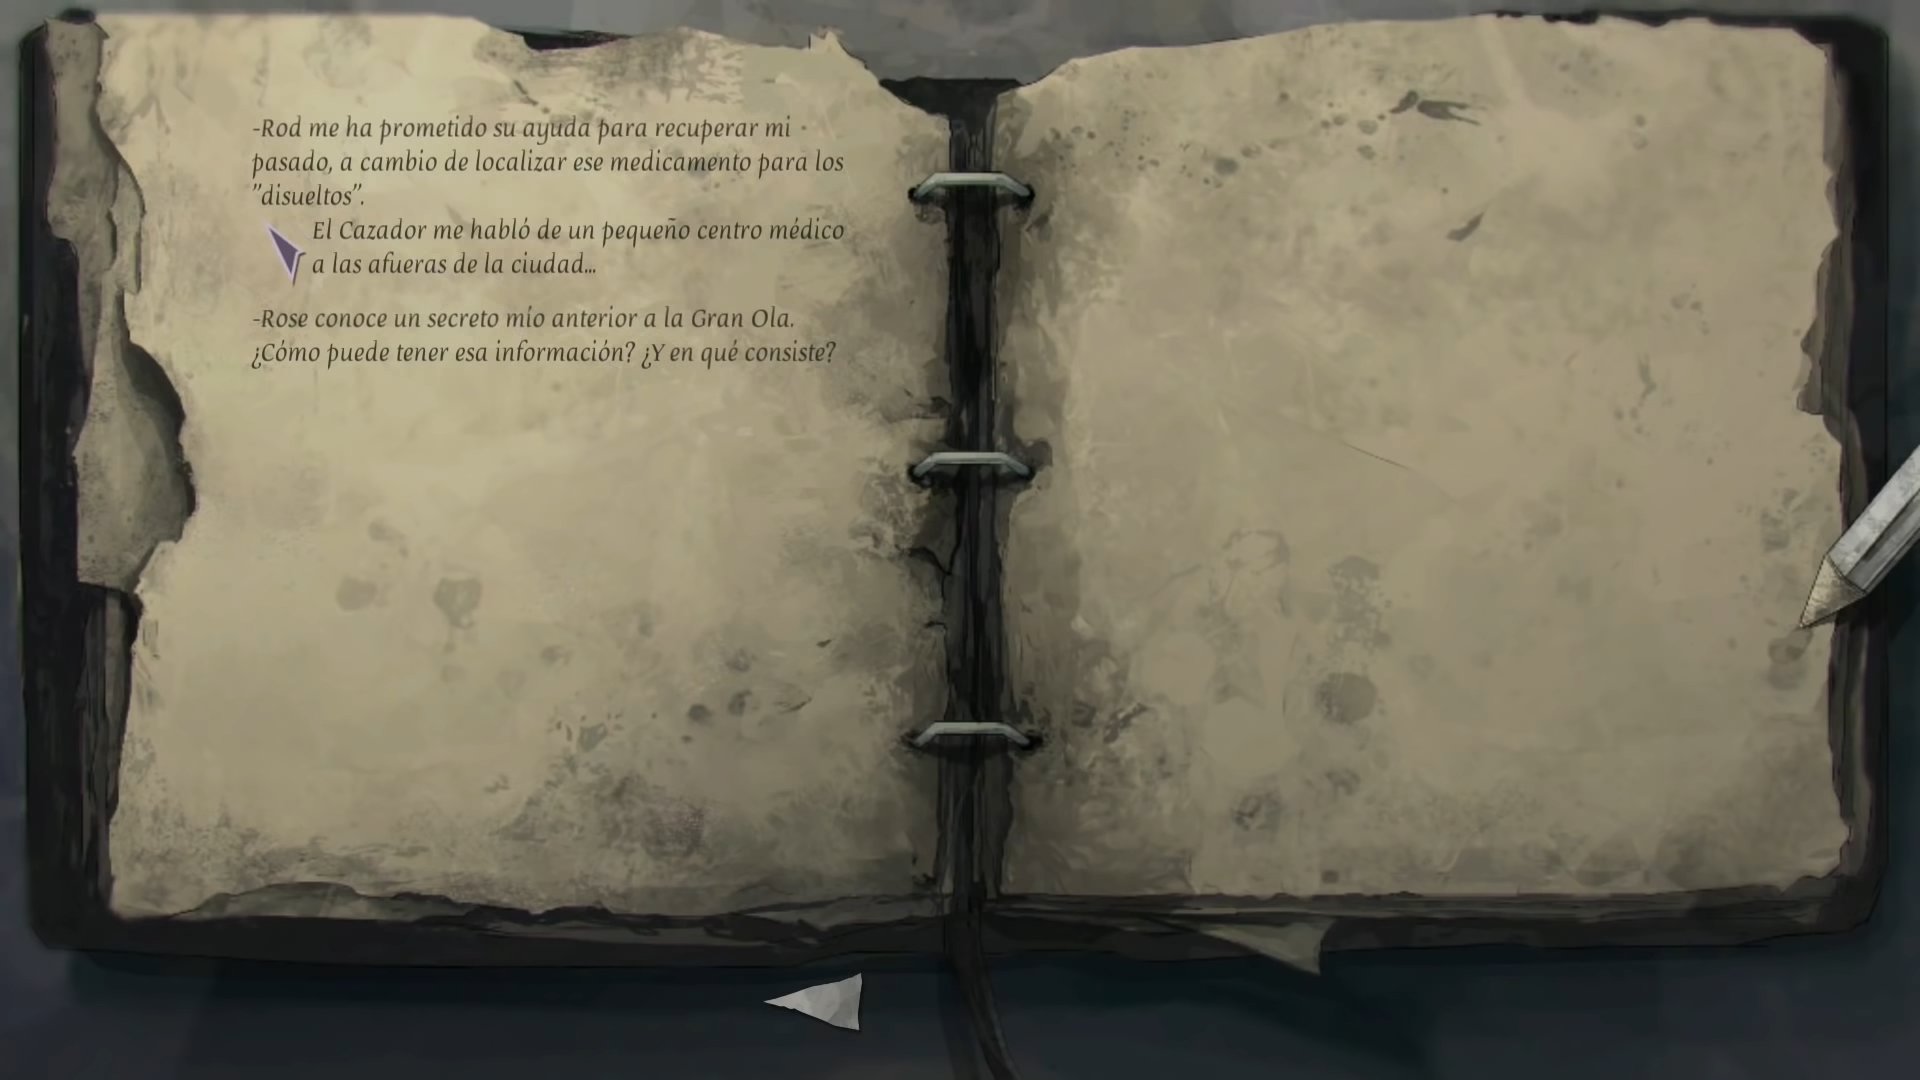 -Rod me ha prometido su ayuda para recuperar mi
pasado, a cambio de localizar ese medicamento para los
"disueltos".
El Cazador me habló de un pequeño centro médico
a las afueras de la ciudad...
-Rose conoce un secreto mío anterior a la Gran Ola.
¿Cómo puede tener esa información? ¿Y en qué consiste?